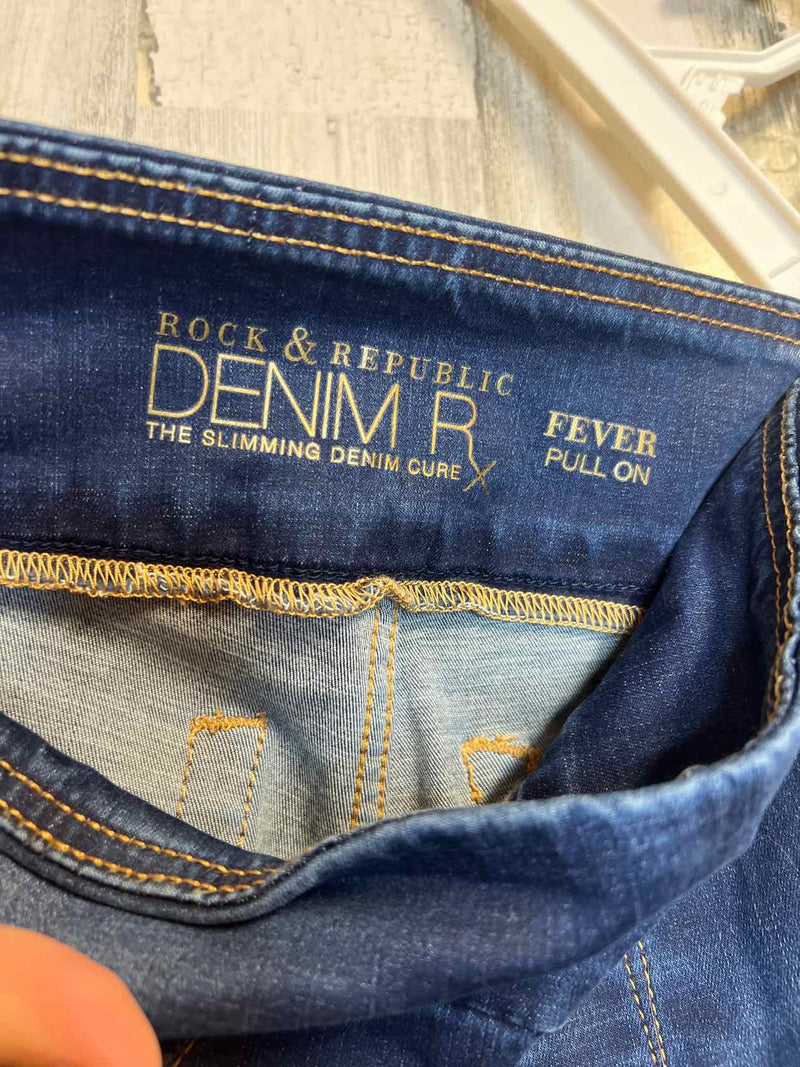 ROCK & REPUBLIC
DENIM Rx
THE SLIMMING DENIM CURE
FEVER
PULL ON